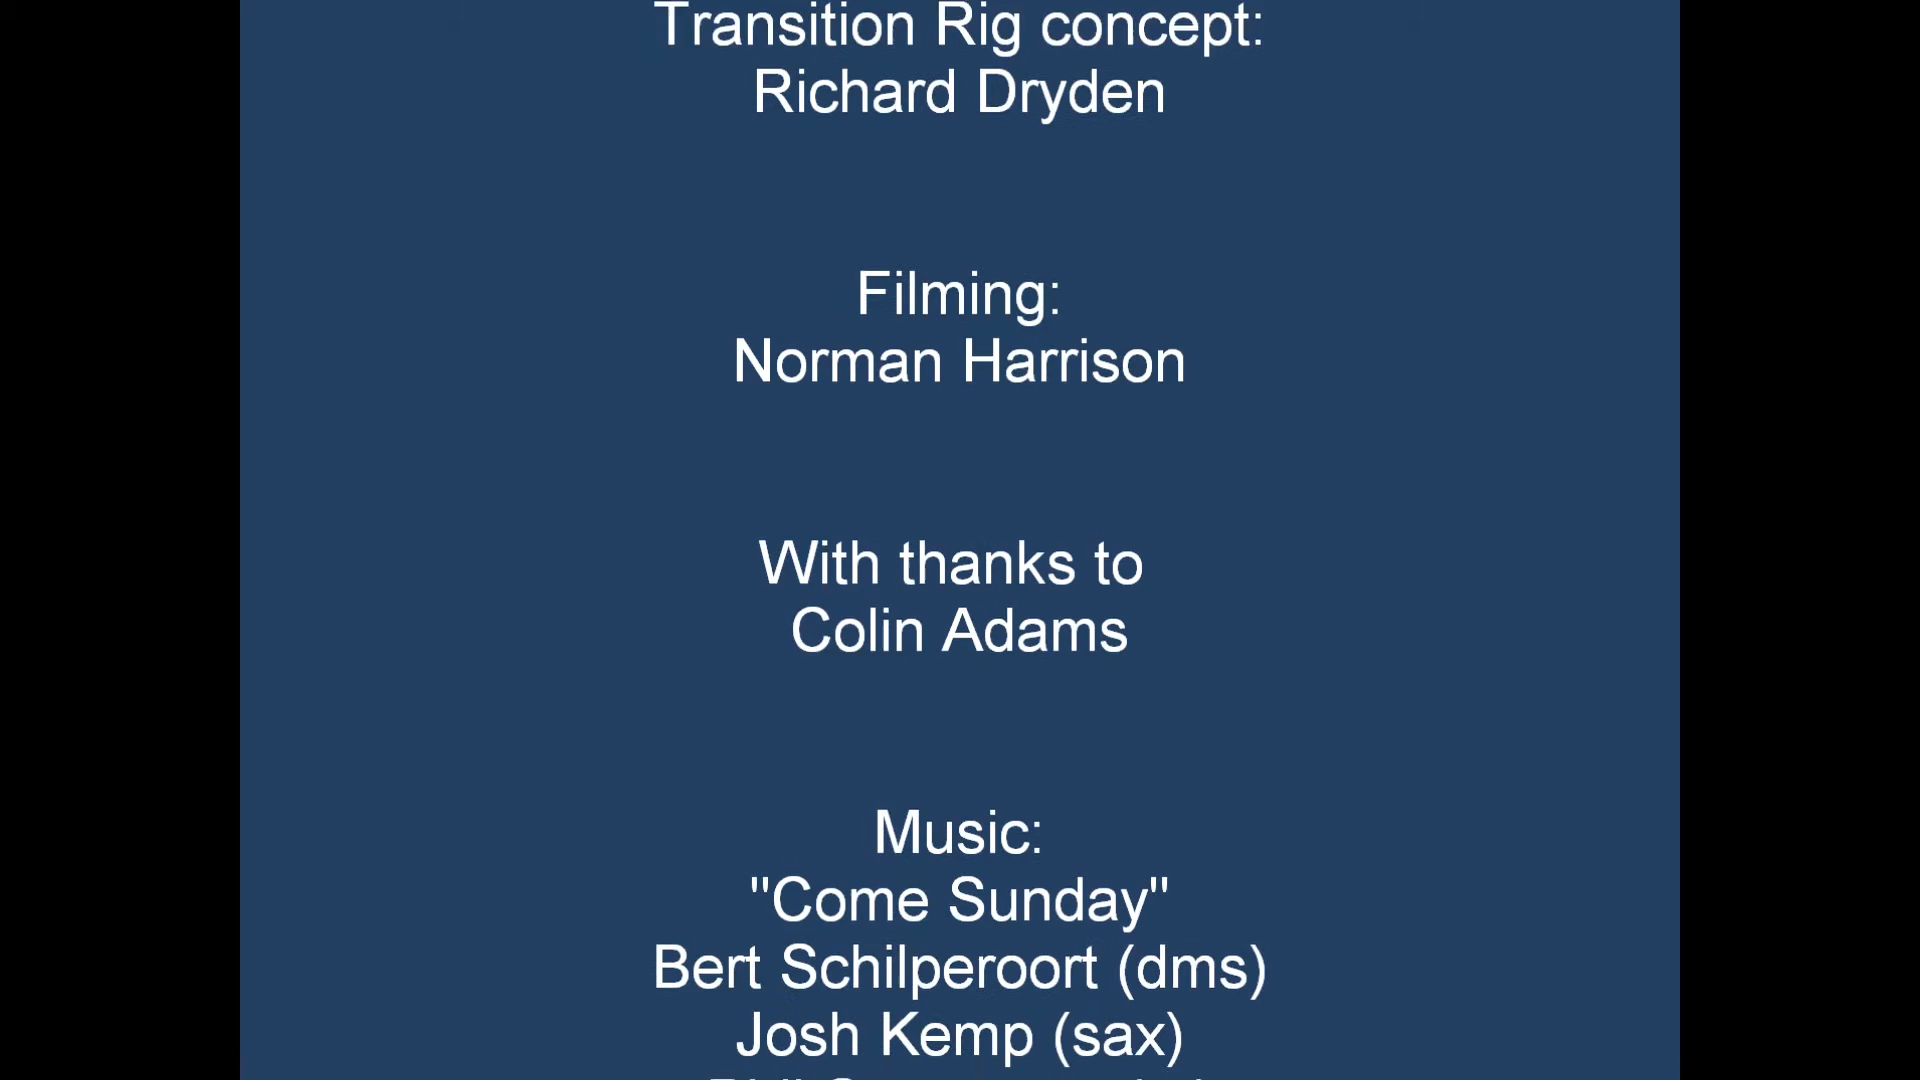 Transition Rig concept:
Richard Dryden
Filming:
Norman Harrison
With thanks to
Colin Adams
Music:
"Come Sunday"
Bert Schilperoort (dms)
Josh Kemp (sax)